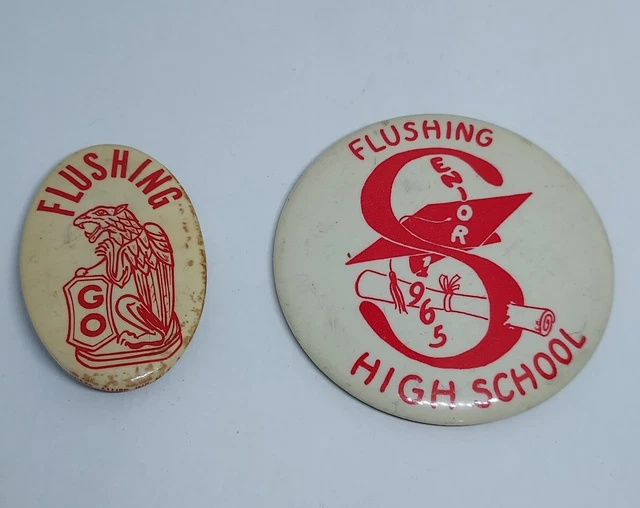 FLUSHING
GO
FLUSHING
SENIOR
1965
HIGH SCHOOL